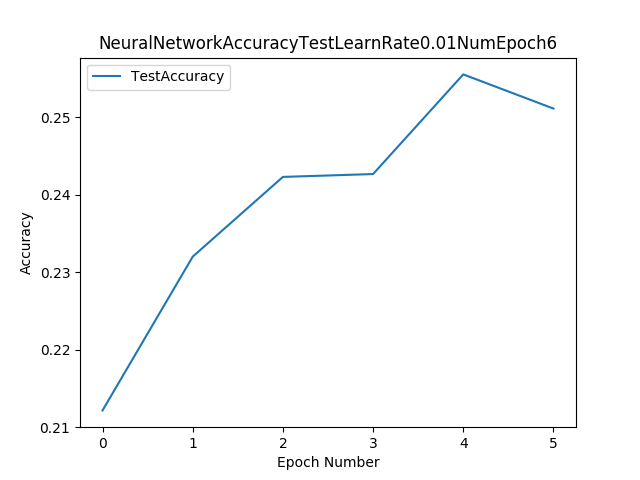 NeuralNetworkAccuracyTestLearnRate0.01NumEpoch6
TestAccuracy
Accuracy
0.25
0.24
0.23
0.22
0.21
0 1 2 3 4 5
Epoch Number